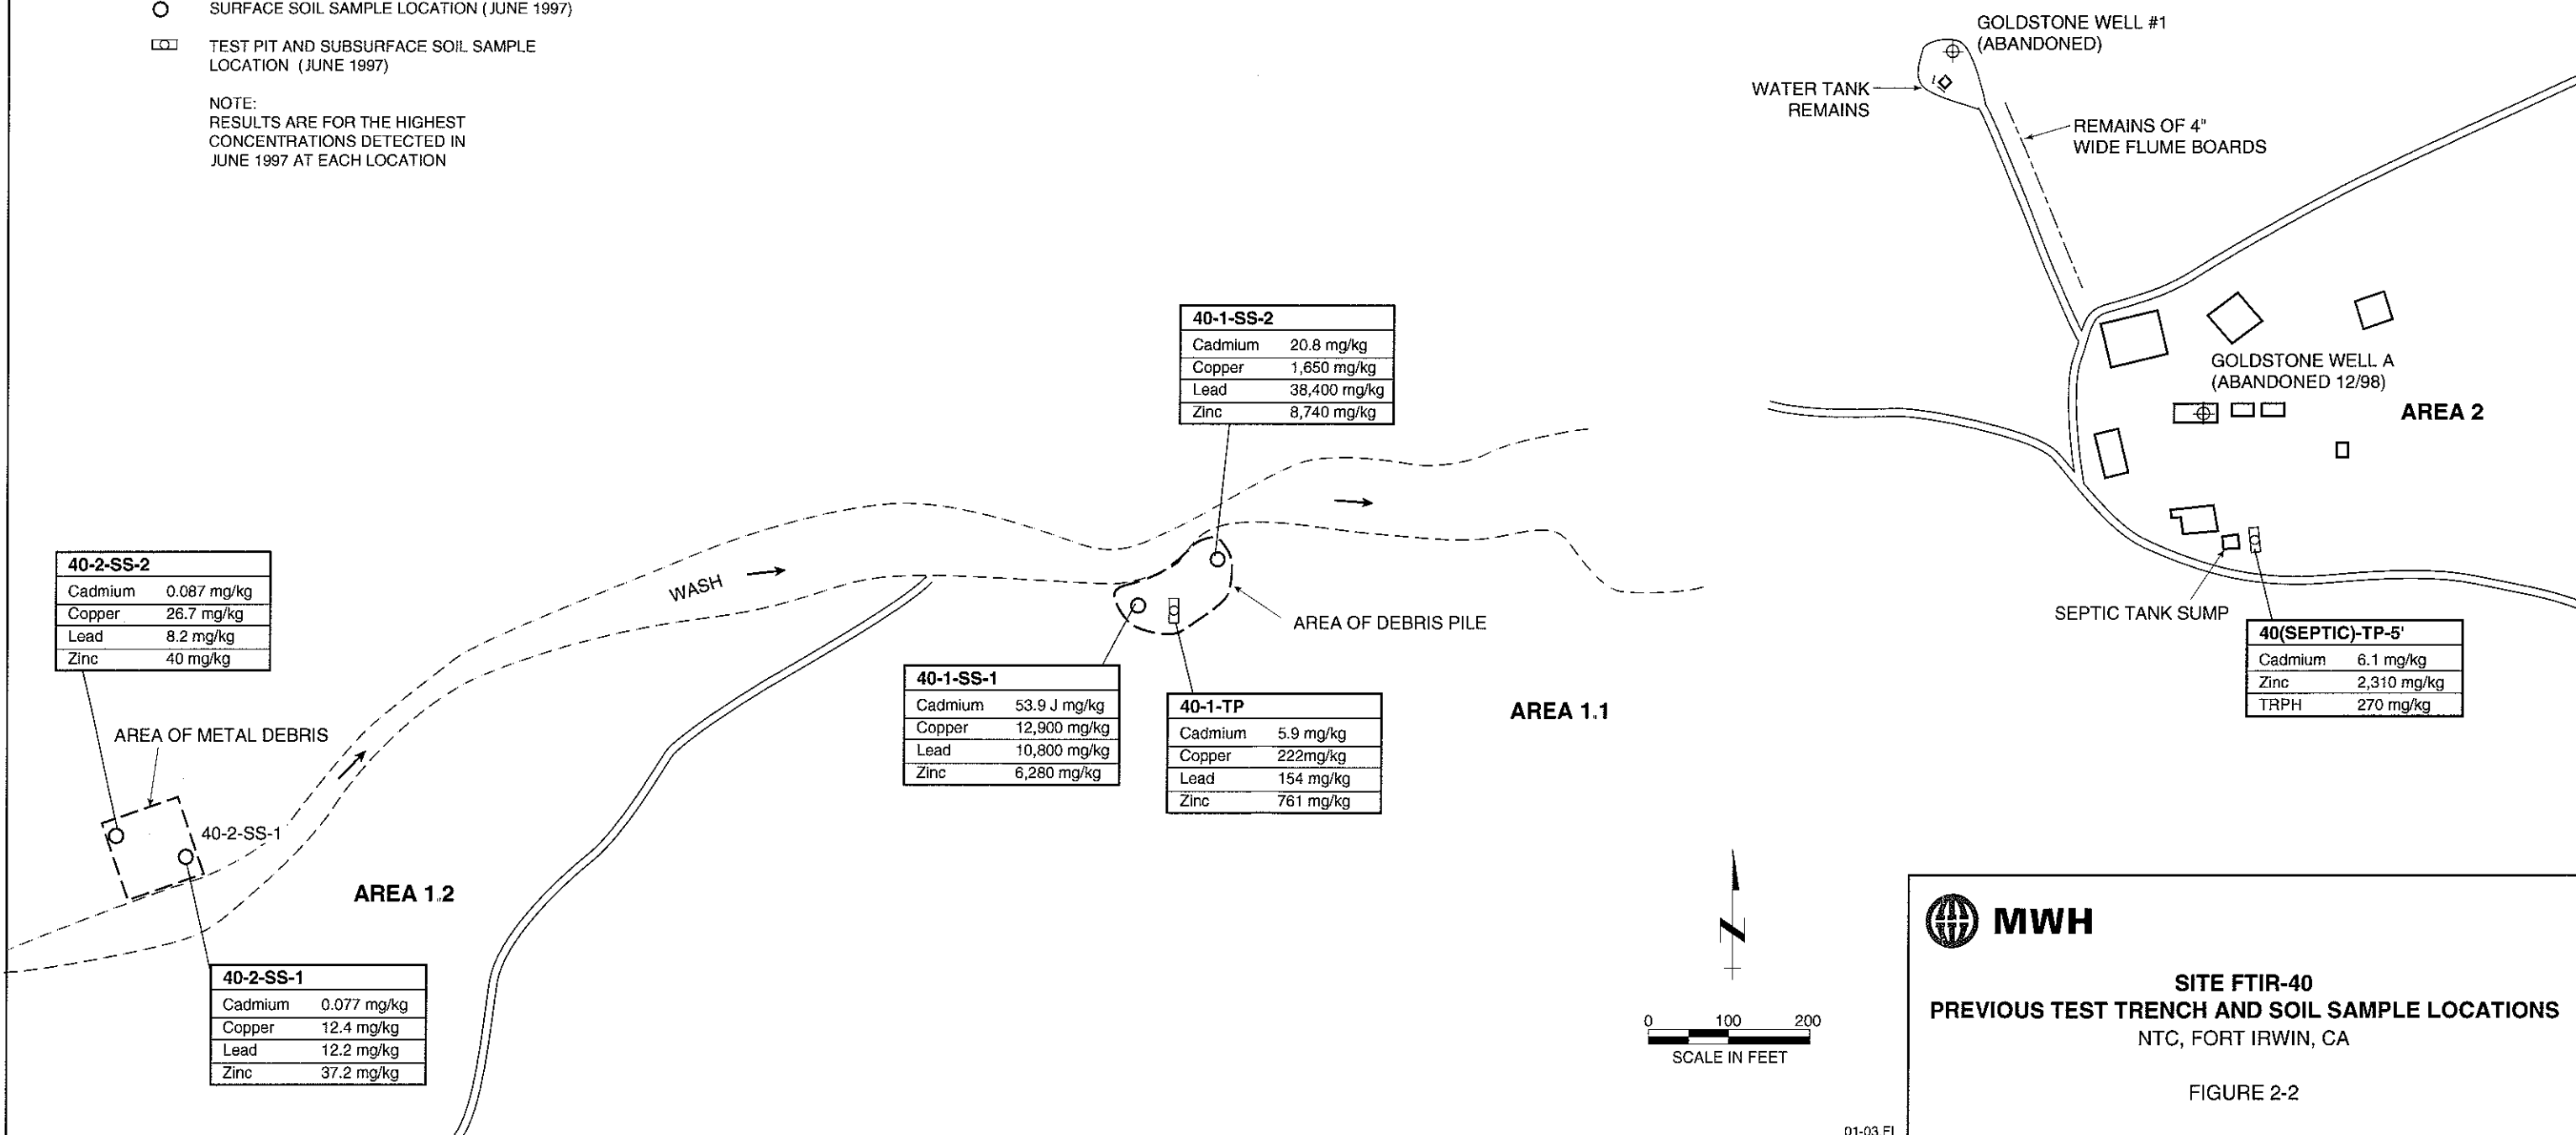 SURFACE SOIL SAMPLE LOCATION (JUNE 1997)
TEST PIT AND SUBSURFACE SOIL SAMPLE
LOCATION (JUNE 1997)
NOTE:
RESULTS ARE FOR THE HIGHEST
CONCENTRATIONS DETECTED IN
JUNE 1997 AT EACH LOCATION
GOLDSTONE WELL #1
(ABANDONED)
WATER TANK
REMAINS
REMAINS OF 4"
WIDE FLUME BOARDS
40-1-SS-2
Cadmium 20.8 mg/kg
Copper 1,650 mg/kg
Lead 38,400 mg/kg
Zinc 8,740 mg/kg
GOLDSTONE WELL A
(ABANDONED 12/98)
AREA 2
40-2-SS-2
Cadmium 0.087 mg/kg
Copper 26.7 mg/kg
Lead 8.2 mg/kg
Zinc 40 mg/kg
WASH
AREA OF DEBRIS PILE
SEPTIC TANK SUMP
40(SEPTIC)-TP-5'
Cadmium 6.1 mg/kg
Zinc 2,310 mg/kg
TRPH 270 mg/kg
40-1-SS-1
Cadmium 53.9 J mg/kg
Copper 12,900 mg/kg
Lead 10,800 mg/kg
Zinc 6,280 mg/kg
40-1-TP
Cadmium 5.9 mg/kg
Copper 222mg/kg
Lead 154 mg/kg
Zinc 761 mg/kg
AREA 1.1
AREA OF METAL DEBRIS
40-2-SS-1
AREA 1.2
40-2-SS-1
Cadmium 0.077 mg/kg
Copper 12.4 mg/kg
Lead 12.2 mg/kg
Zinc 37.2 mg/kg
N
0 100 200
SCALE IN FEET
MWH
SITE FTIR-40
PREVIOUS TEST TRENCH AND SOIL SAMPLE LOCATIONS
NTC, FORT IRWIN, CA
FIGURE 2-2